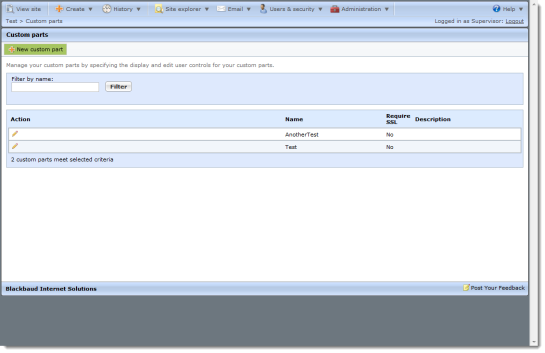 View site Create History Site explorer Email Users & security Administration Help
Test > Custom parts Logged in as Supervisor: Logout
Custom parts
New custom part
Manage your custom parts by specifying the display and edit user controls for your custom parts.
Filter by name:
Filter
Action Name Require SSL Description
AnotherTest No
Test No
2 custom parts meet selected criteria
Blackbaud Internet Solutions Post Your Feedback